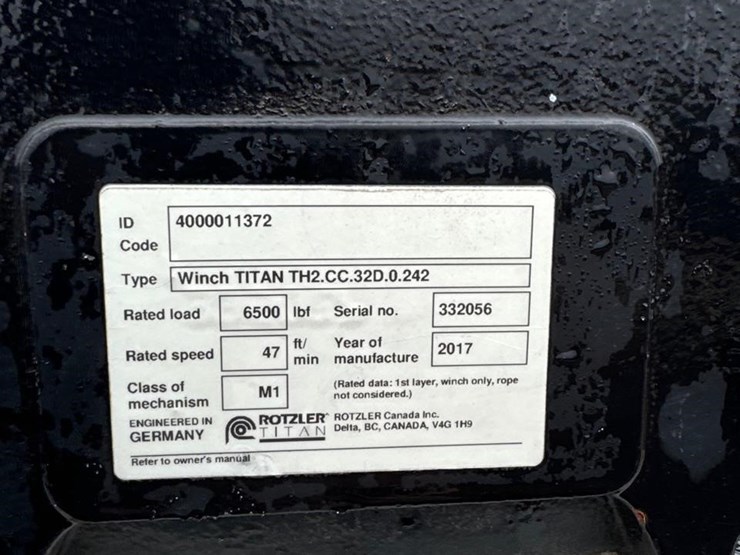 ID Code 4000011372
Type Winch TITAN TH2.CC.32D.0.242
Rated load 6500 lbf Serial no. 332056
Rated speed 47 ft/min Year of manufacture 2017
Class of mechanism M1 (Rated data: 1st layer, winch only, rope not considered.)
ENGINEERED IN GERMANY
ROTZLER TITAN
ROTZLER Canada Inc.
Delta, BC, CANADA, V4G 1H9
Refer to owner's manual